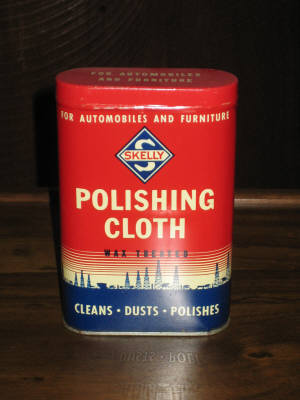 FOR AUTOMOBILES
AND FURNITURE
FOR AUTOMOBILES AND FURNITURE
S
SKELLY
POLISHING
CLOTH
WAX TREATED
CLEANS • DUSTS • POLISHES